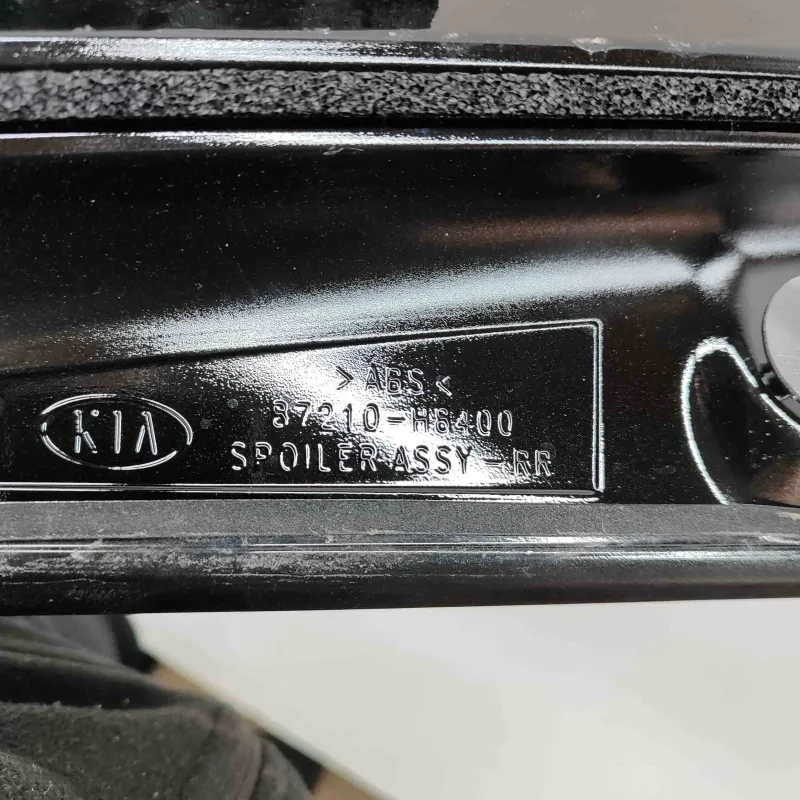 > ABS <
KIA
87210-H8400
SPOILER ASSY-RR